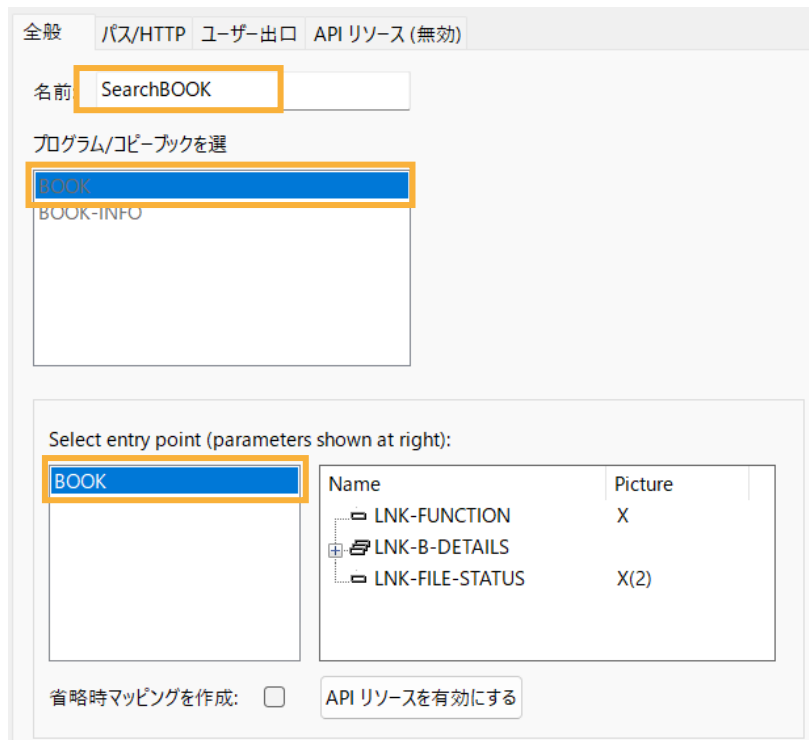 全般 パス/HTTP ユーザー出口 API リソース (無効)
名前: SearchBOOK
プログラム/コピーブックを選
BOOK
BOOK-INFO
Select entry point (parameters shown at right):
BOOK
Name Picture
LNK-FUNCTION X
LNK-B-DETAILS
LNK-FILE-STATUS X(2)
省略時マッピングを作成: API リソースを有効にする